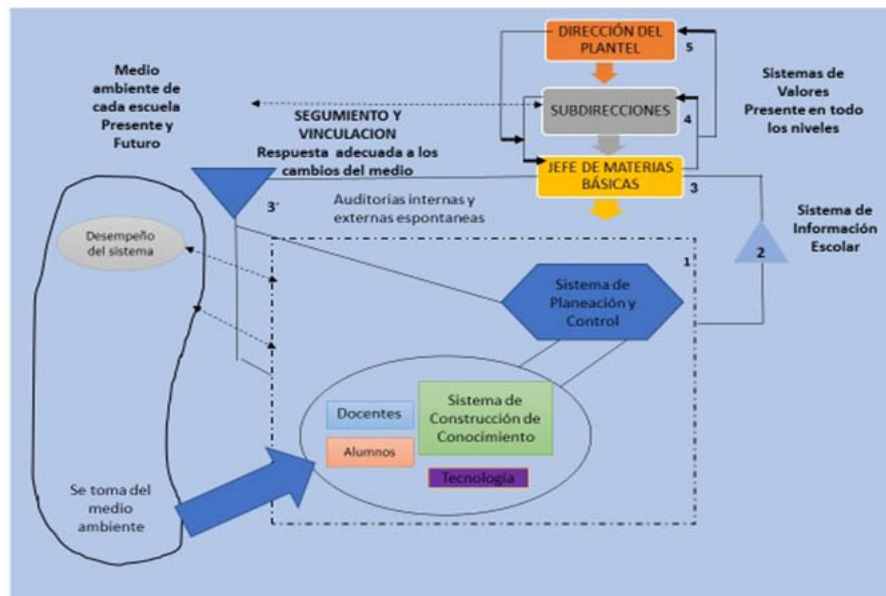 DIRECCIÓN DEL
PLANTEL
5
Medio
ambiente de
cada escuela
Presente y
Futuro
Sistemas de
Valores
Presente en todo
los niveles
SUBDIRECCIONES
4
SEGUMIENTO Y
VINCULACION
Respuesta adecuada a los
cambios del medio
JEFE DE MATERIAS
BÁSICAS
3
3´
Auditorias internas y
externas espontaneas
Sistema de
Información
Escolar
2
Desempeño
del sistema
1
Sistema de
Planeación y
Control
Docentes
Alumnos
Sistema de
Construcción de
Conocimiento
Tecnología
Se toma del
medio
ambiente